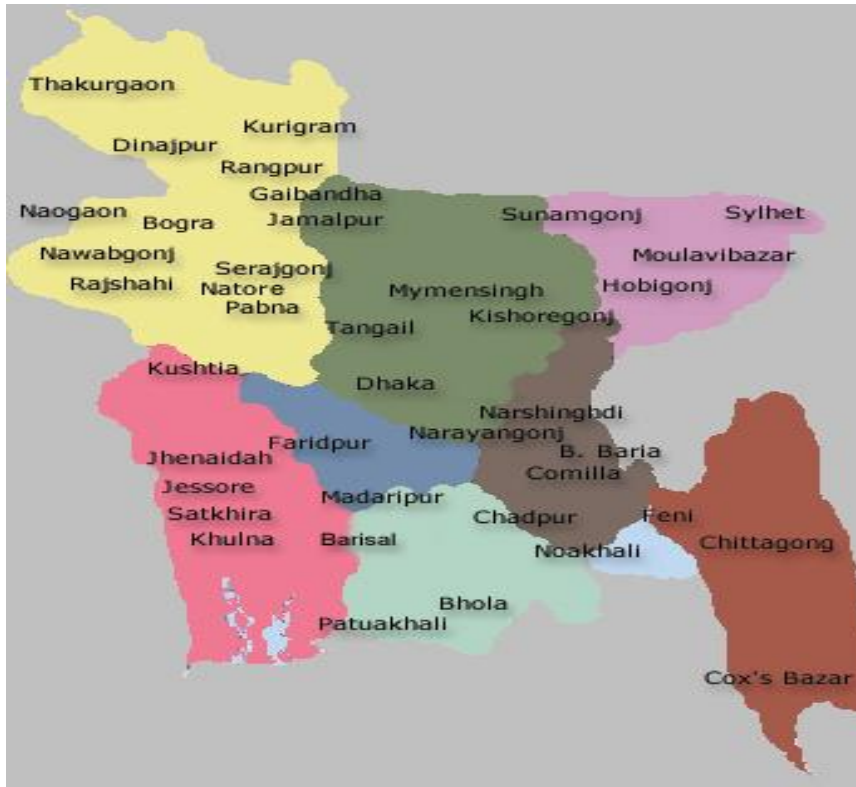 Thakurgaon
Kurigram
Dinajpur
Rangpur
Gaibandha
Naogaon
Bogra
Jamalpur
Sunamgonj
Sylhet
Nawabgonj
Moulavibazar
Serajgonj
Rajshahi
Natore
Mymensingh
Hobigonj
Pabna
Kishoregonj
Tangail
Kushtia
Dhaka
Narshinghdi
Narayangonj
Faridpur
B. Baria
Jhenaidah
Comilla
Jessore
Madaripur
Satkhira
Chadpur
Feni
Khulna
Barisal
Noakhali
Chittagong
Bhola
Patuakhali
Cox's Bazar